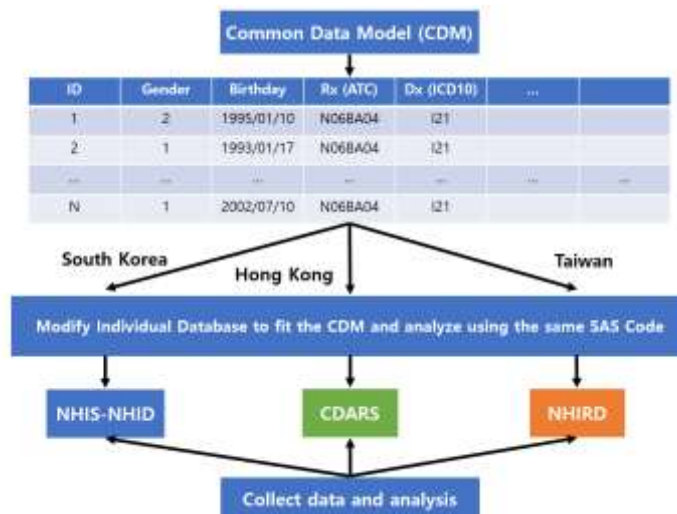 Common Data Model (CDM)
ID Gender Birthday Rx (ATC) Dx (ICD10) ...
1 2 1995/01/10 N06BA04 I21
2 1 1993/01/17 N06BA04 I21
... ... ... ... ... ... ...
N 1 2002/07/10 N06BA04 I21
South Korea
Hong Kong
Taiwan
Modify Individual Database to fit the CDM and analyze using the same SAS Code
NHIS-NHID
CDARS
NHIRD
Collect data and analysis